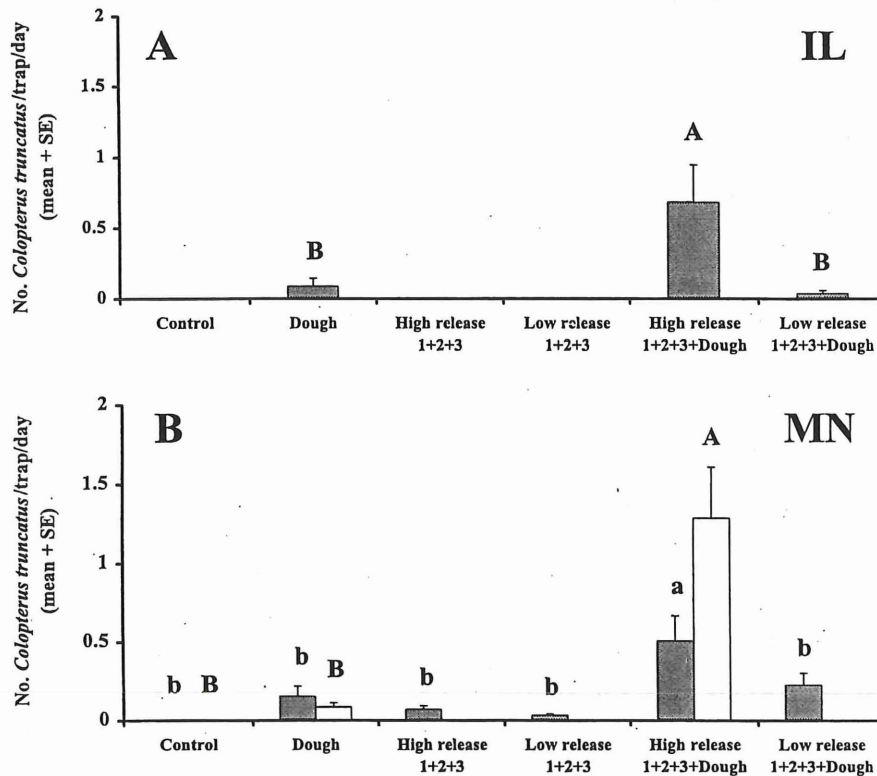 No. Colopterus truncatus/trap/day
(mean + SE)
2
1.5
1
0.5
0
A
IL
B
A
B
Control
Dough
High release
1+2+3
Low release
1+2+3
High release
1+2+3+Dough
Low release
1+2+3+Dough
No. Colopterus truncatus/trap/day
(mean + SE)
2
1.5
1
0.5
0
B
MN
b B
b B
b
b
a A
b
Control
Dough
High release
1+2+3
Low release
1+2+3
High release
1+2+3+Dough
Low release
1+2+3+Dough